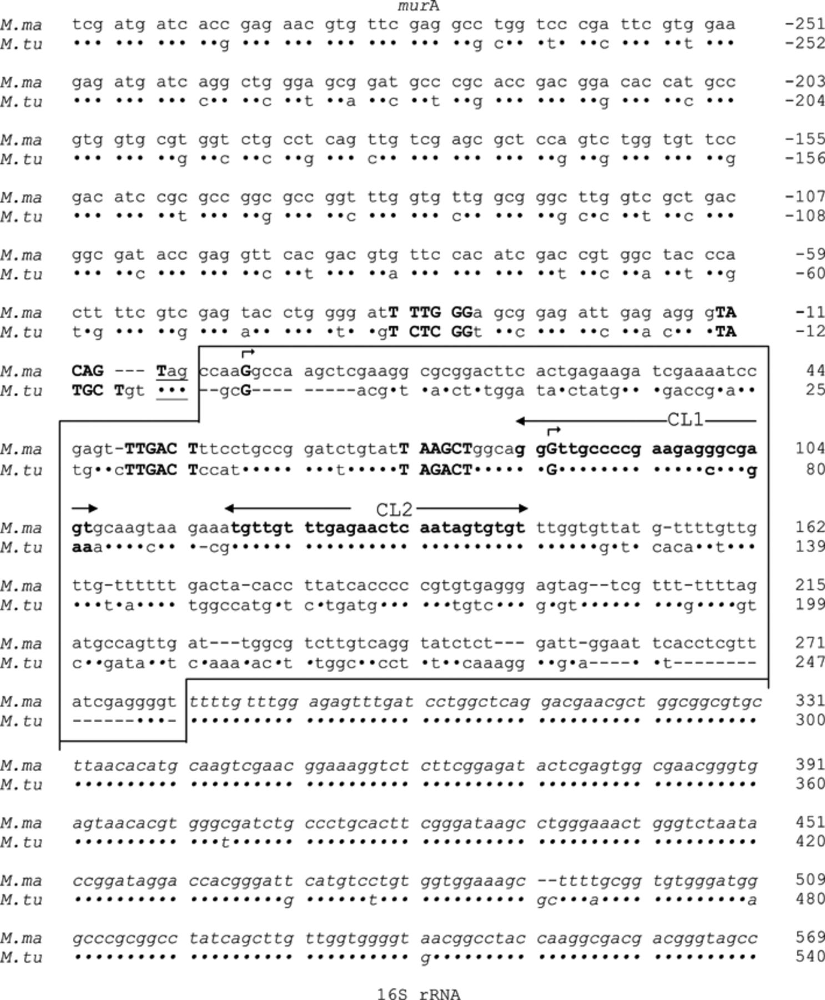 murA
M.ma tcg atg atc acc gag aac gtg ttc gag gcc tgg tcc cga ttc gtg gaa -251
M.tu ••• ••• ••• ••g ••• ••• ••• ••• ••• ••g c•• •t• ••c ••• ••t ••• -252
M.ma gag atg atc agg ctg gga gcg gat gcc cgc acc gac gga cac cat gcc -203
M.tu ••• ••• ••• c•• ••c ••t ••a ••c ••t ••g ••• ••• ••g ••• ••c ••• -204
M.ma gtg gtg cgt ggt ctg cct cag ttg tcg agc gct cca gtc tgg tgt tcc -155
M.tu ••• ••• ••g ••c ••c ••g ••• c•• ••• ••• ••• ••g ••g ••• ••• ••g -156
M.ma gac atc cgc gcc ggc gcc ggt ttg gtg ttg gcg ggc ttg gtc gct gac -107
M.tu ••• ••• ••t ••• ••g ••• ••c ••• ••• c•• ••• ••g c•c ••t ••c ••• -108
M.ma ggc gat acc gag gtt cac gac gtg ttc cac atc gac cgt ggc tac cca -59
M.tu ••• ••c ••• ••• ••c ••t ••• ••a ••• ••• ••• ••t ••c ••a ••t ••g -60
M.ma ctt ttc gtc gag tac ctg ggg atT TTG GGa gcg gag att gag agg gTA -11
M.tu t•g ••• ••g ••• a•• ••• •t• •gT CTC GGt ••c ••• ••c ••a c•• •TA -12
M.ma CAG --- Tag ccaaGgcca agctcgaagg cgcggacttc actgagaaga tcgaaaatcc 44
M.tu TGC Tgt ••• --gcG---- -----acg•t •a•ct•tgga ta•ctatg•• •gaccg•a•• 25
CL1
M.ma gagt-TTGACT Tttcctgccg gatctgtatT AAGCTggcag gGttgccccg aagagggcga 104
M.tu tg••cTTGACT Tccat••••• •••t•••••T AGACT••••• •G•••••••• •••••c•••g 80
CL2
M.ma gtgcaagtaa gaaatgttgt ttgagaactc aatagtgtgt ttggtgttat g-ttttgttg 162
M.tu aaa••••c•• •-cg•••••• •••••••••• •••••••••• ••••••g•t• caca••t••• 139
M.ma ttg-tttttt gacta-cacc ttatcacccc cgtgtgaggg agtag--tcg ttt-ttttag 215
M.tu •••t•a•••• tggccatg•t c•tgatg••• •••tgtc••• g•gt•••••• •••g••••gt 199
M.ma atgccagttg at---tggcg tcttgtcagg tatctct--- gatt-ggaat tcacctcgtt 271
M.tu c••gata••t c•aaa•ac•t •tggc••cct •t••caaagg ••g•a----• •t-------- 247
M.ma atcgaggggt ttttgtttgg agagtttgat cctggctcag gacgaacgct ggcggcgtgc 331
M.tu ------•••- •••••••••• •••••••••• •••••••••• •••••••••• •••••••••• 300
M.ma ttaacacatg caagtcgaac ggaaaggtct cttcggagat actcgagtgg cgaacgggtg 391
M.tu •••••••••• •••••••••• •••••••••• •••••••••• •••••••••• •••••••••• 360
M.ma agtaacacgt gggcgatctg ccctgcactt cgggataagc ctgggaaact gggtctaata 451
M.tu •••••••••• •••t•••••• •••••••••• •••••••••• •••••••••• •••••••••• 420
M.ma ccggatagga ccacgggatt catgtcctgt ggtggaaagc --ttttgcgg tgtgggatgg 509
M.tu •••••••••• •••••••••g ••••••t••• •••••••••• gc•••a•••• •••••••••a 480
M.ma gcccgcggcc tatcagcttg ttggtggggt aacggcctac caaggcgacg acgggtagcc 569
M.tu •••••••••• •••••••••• •••••••••• g••••••••• •••••••••• •••••••••• 540
16S rRNA